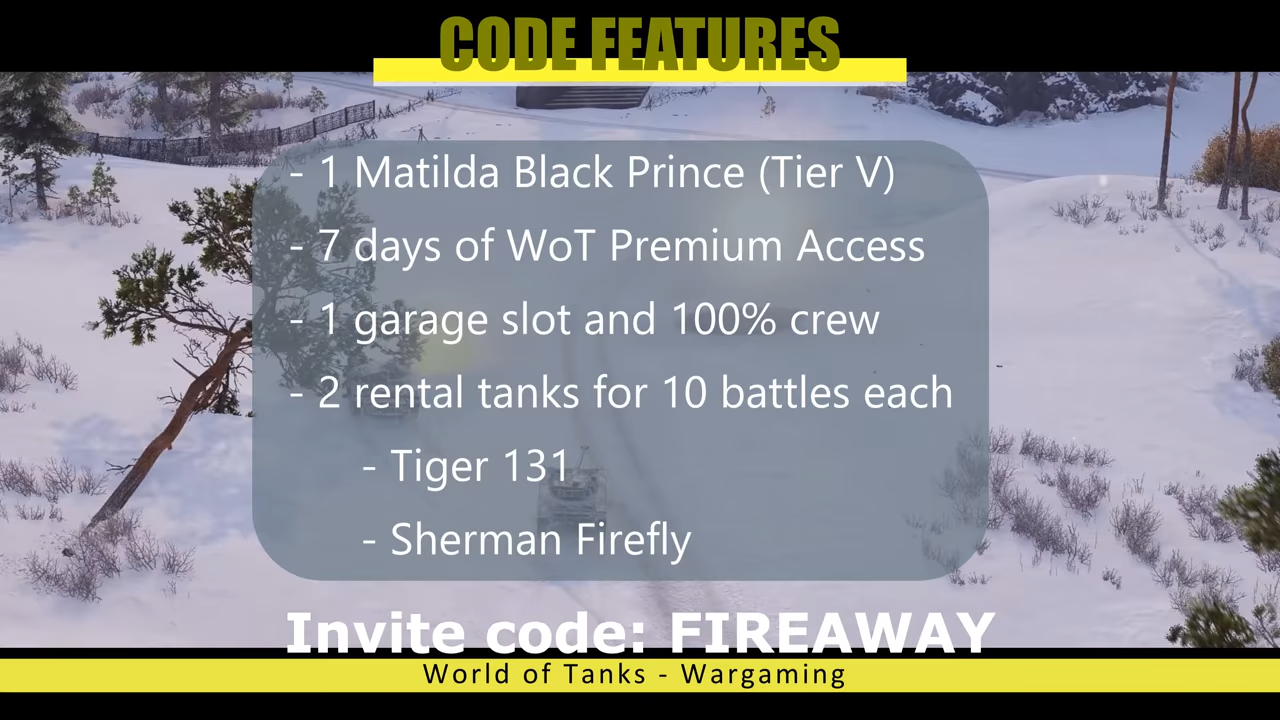 CODE FEATURES
- 1 Matilda Black Prince (Tier V)
- 7 days of WoT Premium Access
- 1 garage slot and 100% crew
- 2 rental tanks for 10 battles each
- Tiger 131
- Sherman Firefly
Invite code: FIREAWAY
World of Tanks - Wargaming